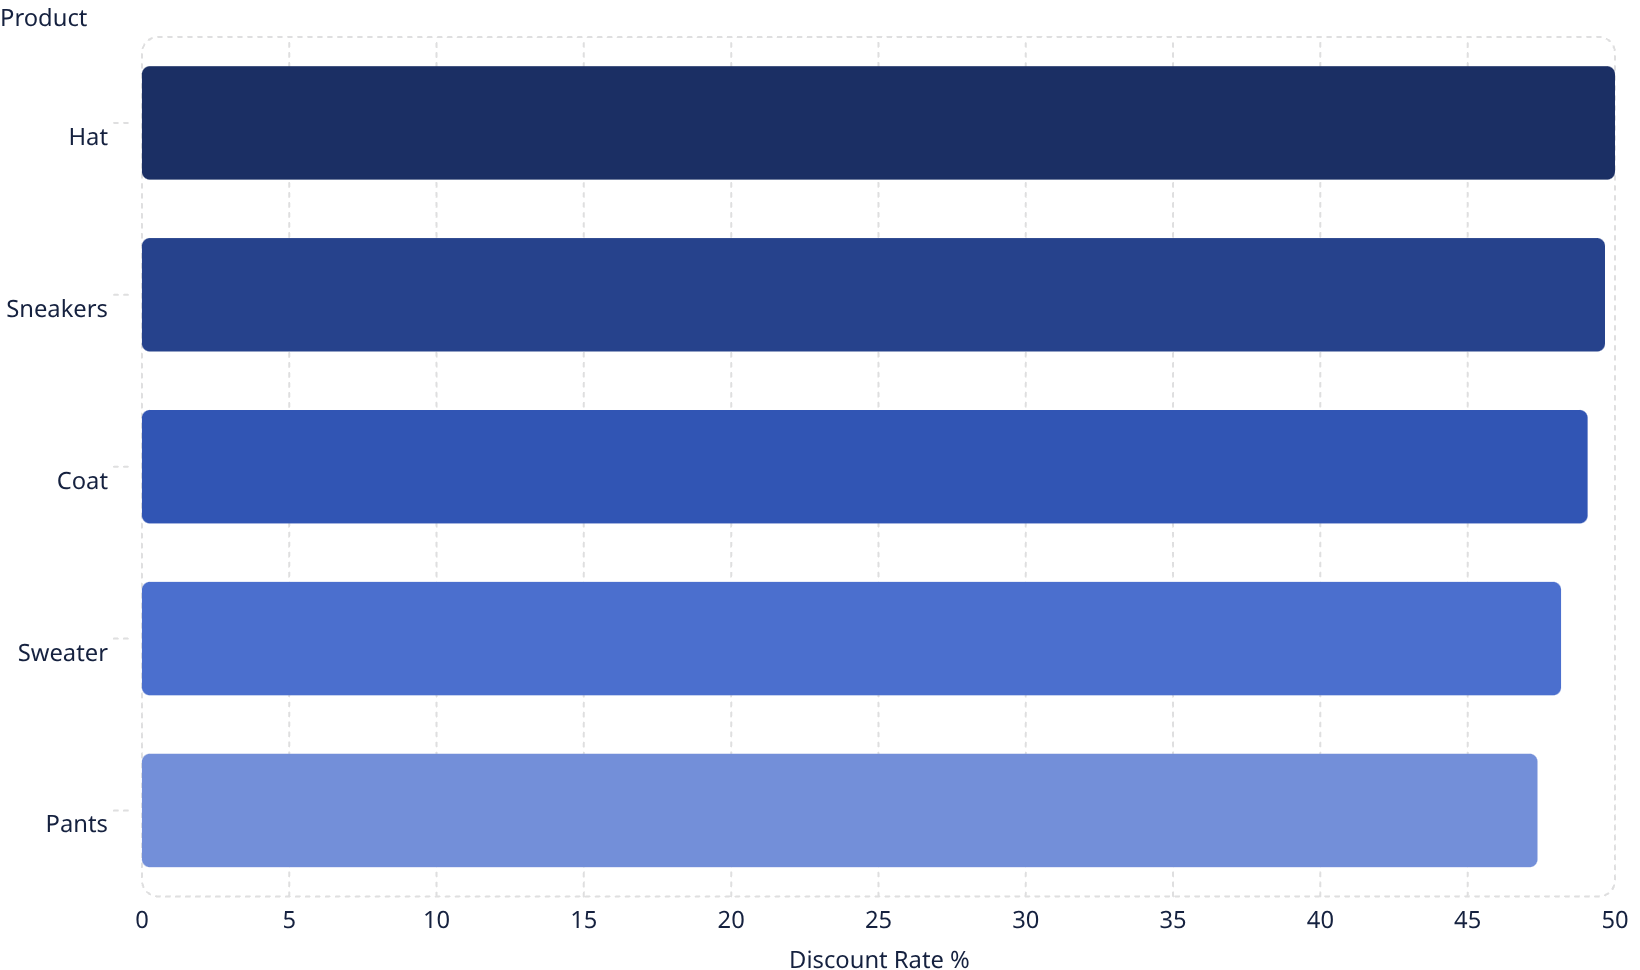 Product
Hat
Sneakers
Coat
Sweater
Pants
0 5 10 15 20 25 30 35 40 45 50
Discount Rate %